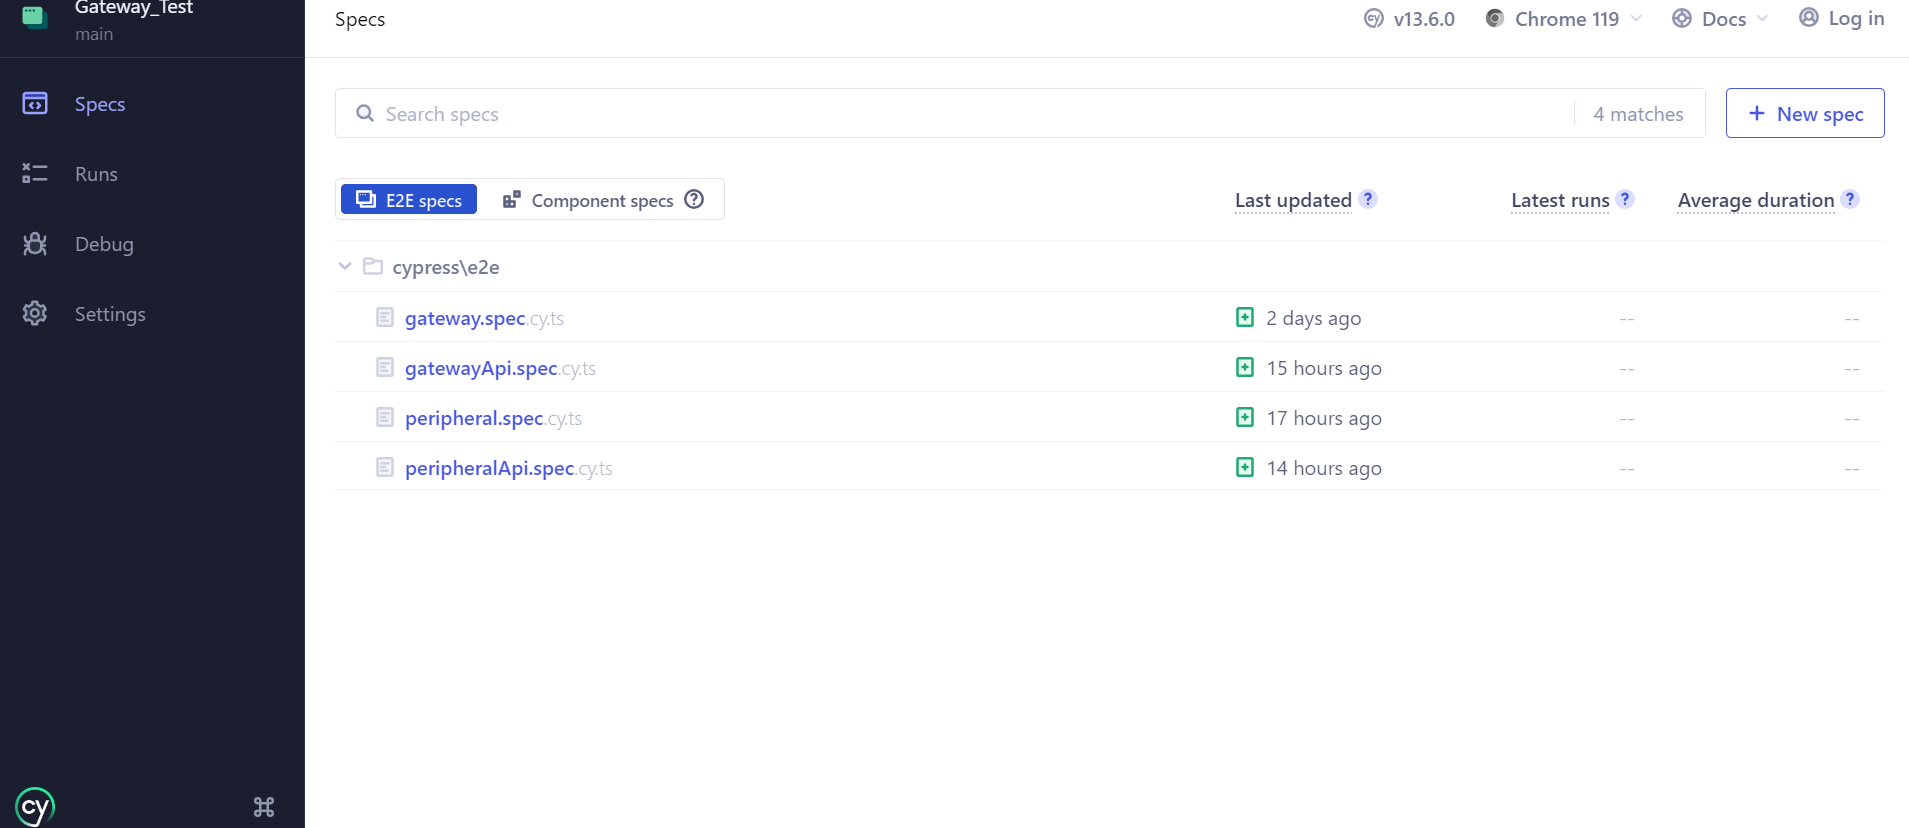 Gateway_Test
main
Specs
v13.6.0
Chrome 119
Docs
Log in
Specs
Runs
Debug
Settings
Search specs
4 matches
+ New spec
E2E specs
Component specs ?
Last updated ?
Latest runs ?
Average duration ?
cypress\e2e
gateway.spec.cy.ts 2 days ago -- --
gatewayApi.spec.cy.ts 15 hours ago -- --
peripheral.spec.cy.ts 17 hours ago -- --
peripheralApi.spec.cy.ts 14 hours ago -- --
cy